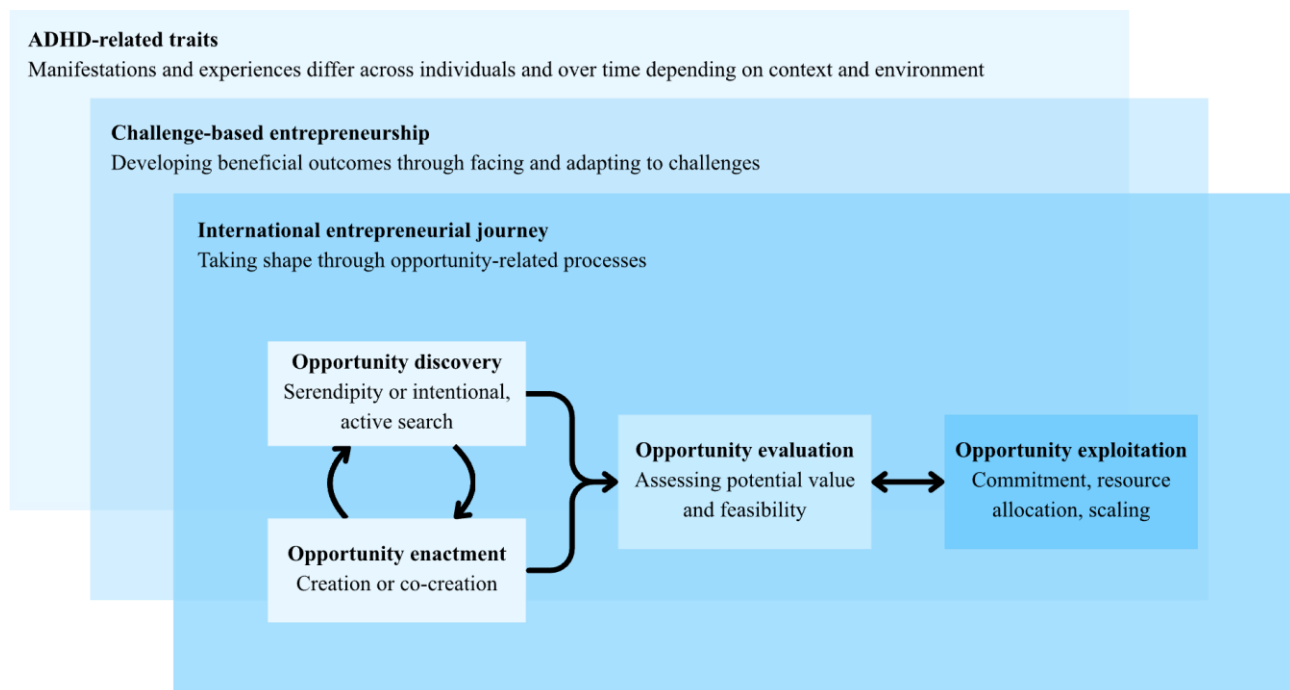 ADHD-related traits
Manifestations and experiences differ across individuals and over time depending on context and environment
Challenge-based entrepreneurship
Developing beneficial outcomes through facing and adapting to challenges
International entrepreneurial journey
Taking shape through opportunity-related processes
Opportunity discovery
Serendipity or intentional,
active search
Opportunity enactment
Creation or co-creation
Opportunity evaluation
Assessing potential value
and feasibility
Opportunity exploitation
Commitment, resource
allocation, scaling